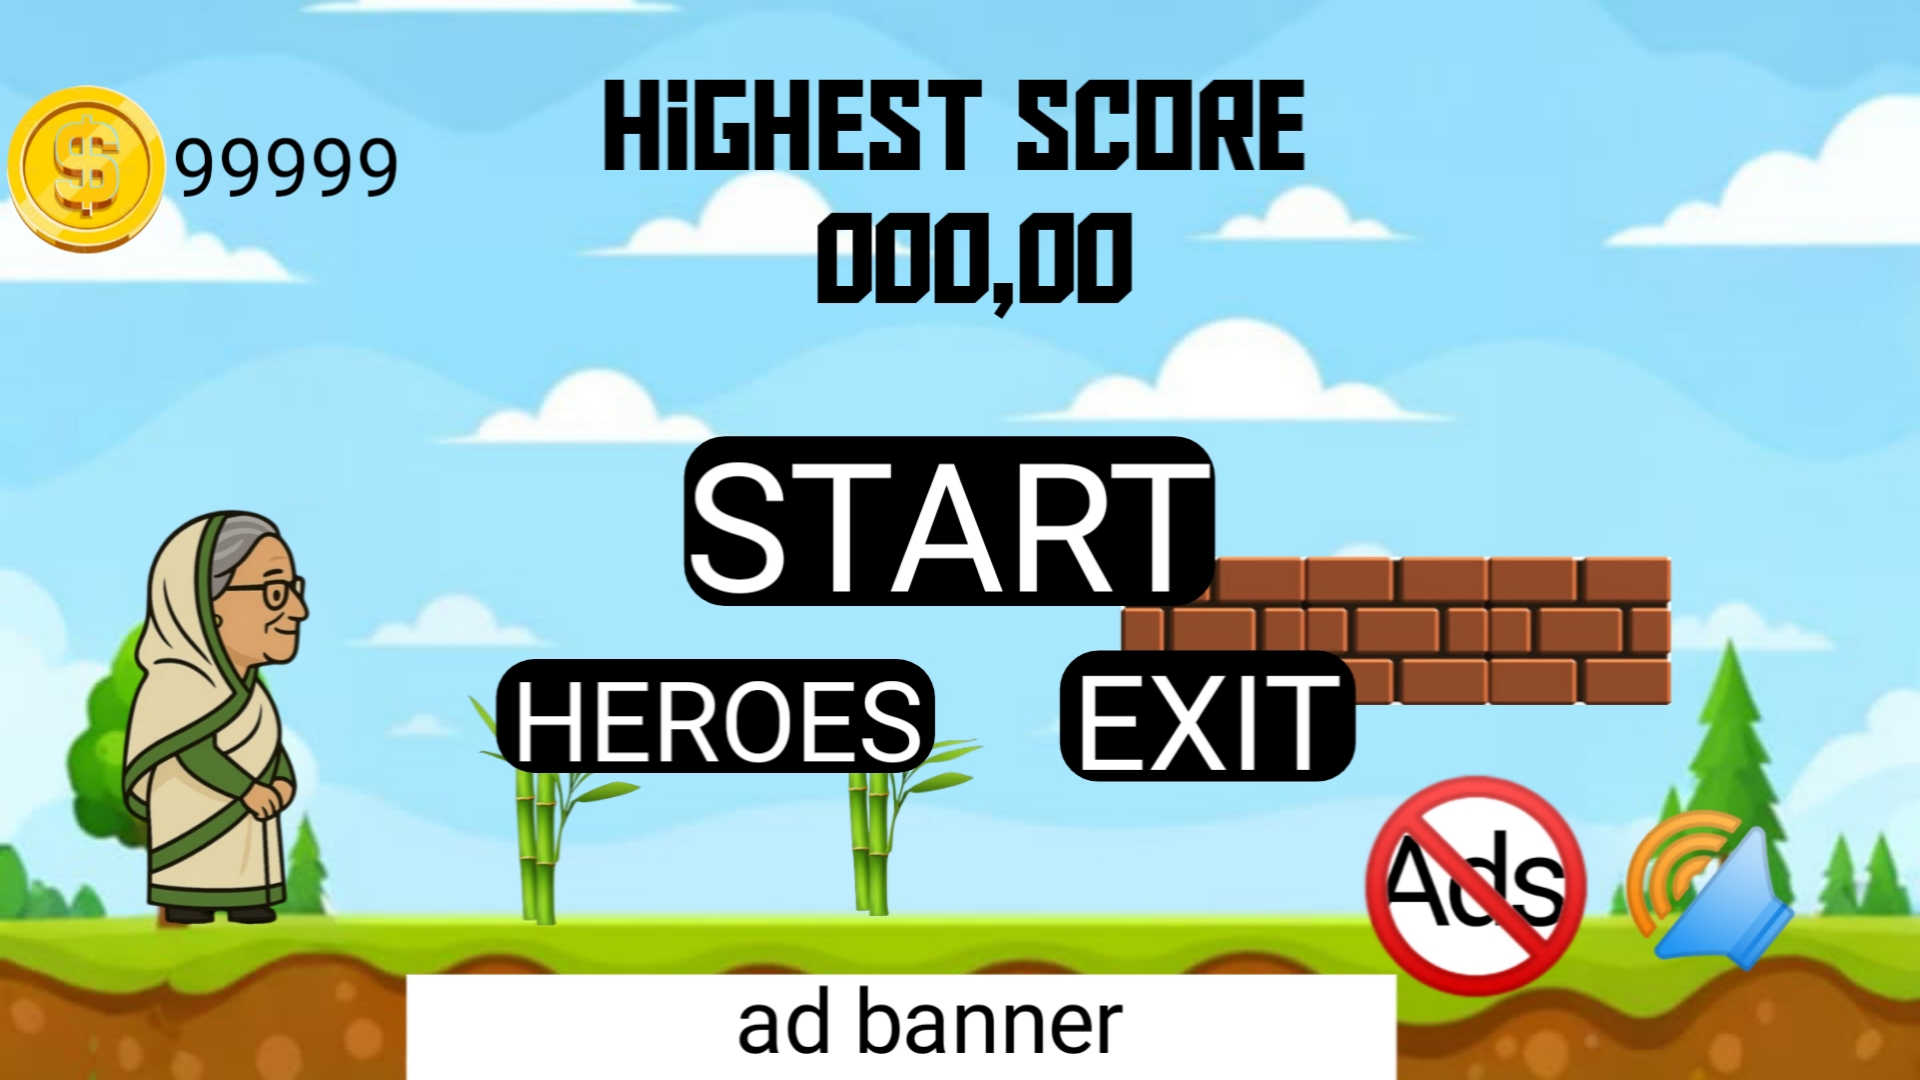 HiGHEST SCORE
99999
000,00
START
HEROES
EXIT
Ads
ad banner